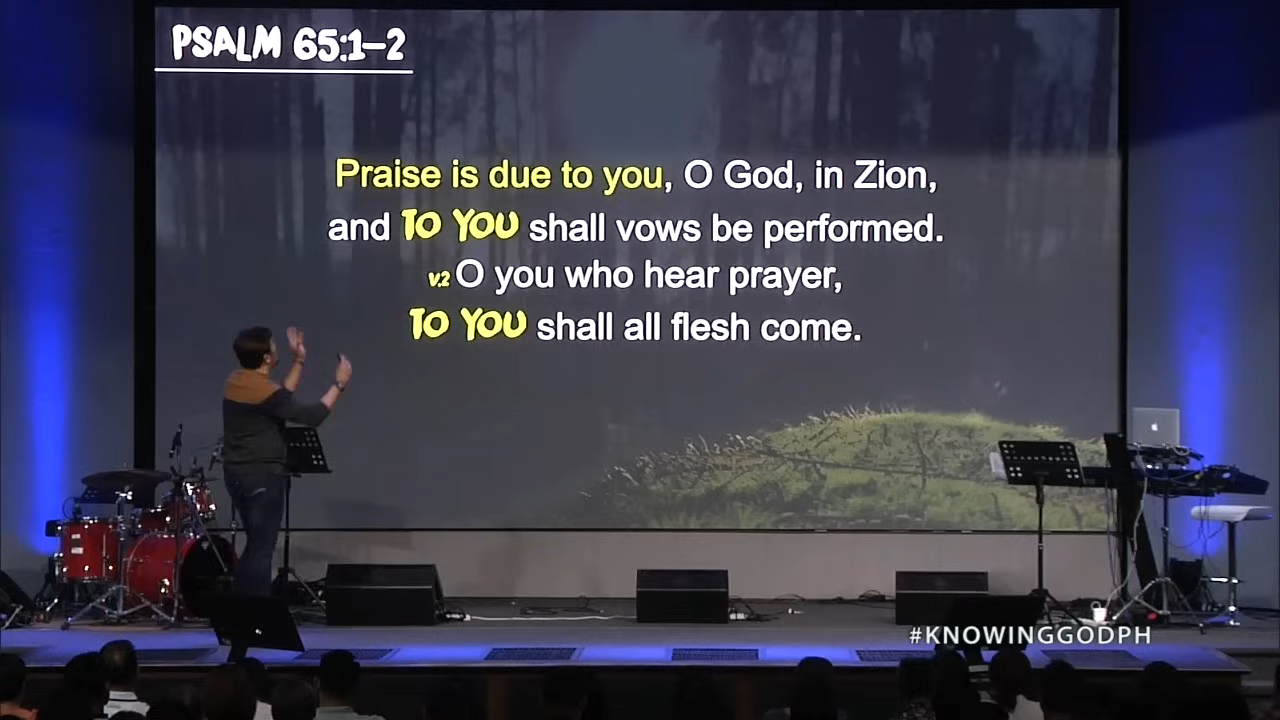 PSALM 65:1–2
Praise is due to you, O God, in Zion,
and TO YOU shall vows be performed.
v.2 O you who hear prayer,
TO YOU shall all flesh come.
#KNOWINGGODPH